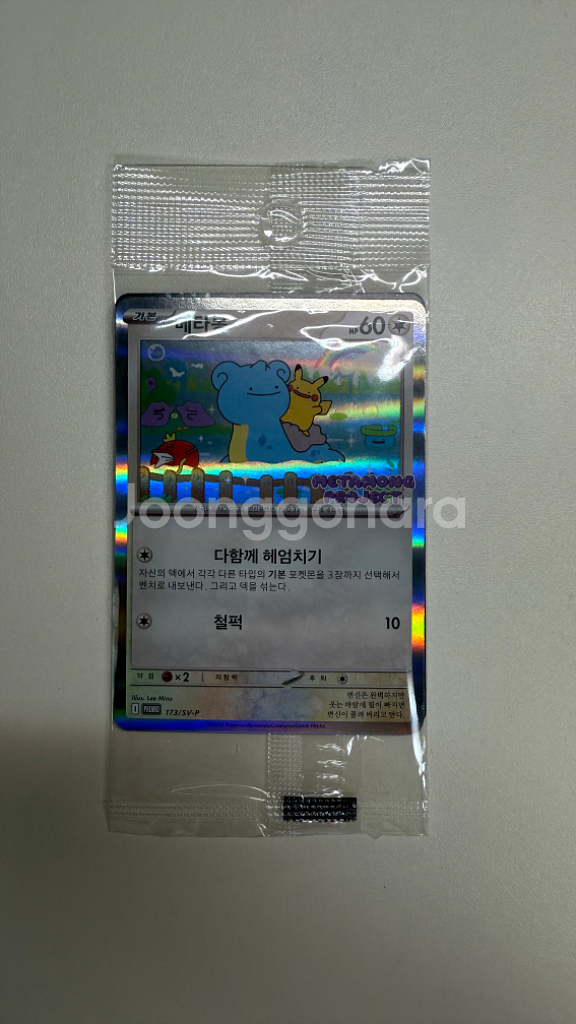 기본 메타몽 HP 60
METAMONG
PROJECT
Joonggonara
다함께 헤엄치기
자신의 덱에서 각각 다른 타입의 기본 포켓몬을 3장까지 선택해서
벤치로 내보낸다. 그리고 덱을 섞는다.
철퍽 10
약점 ×2 저항력 후퇴
Illus. Lee Mino
변신은 완벽하지만
웃는 바람에 힘이 빠지면
변신이 풀려 버리고 만다.
I PROMO 173/SV-P